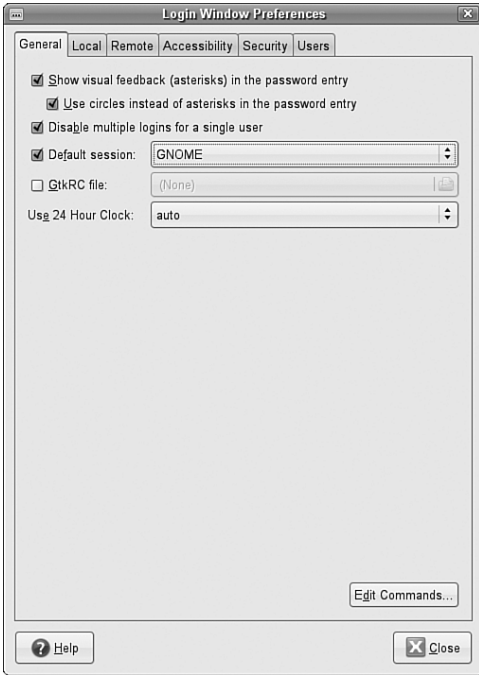 Login Window Preferences
General Local Remote Accessibility Security Users
Show visual feedback (asterisks) in the password entry
Use circles instead of asterisks in the password entry
Disable multiple logins for a single user
Default session: GNOME
GtkRC file: (None)
Use 24 Hour Clock: auto
Edit Commands...
Help Close